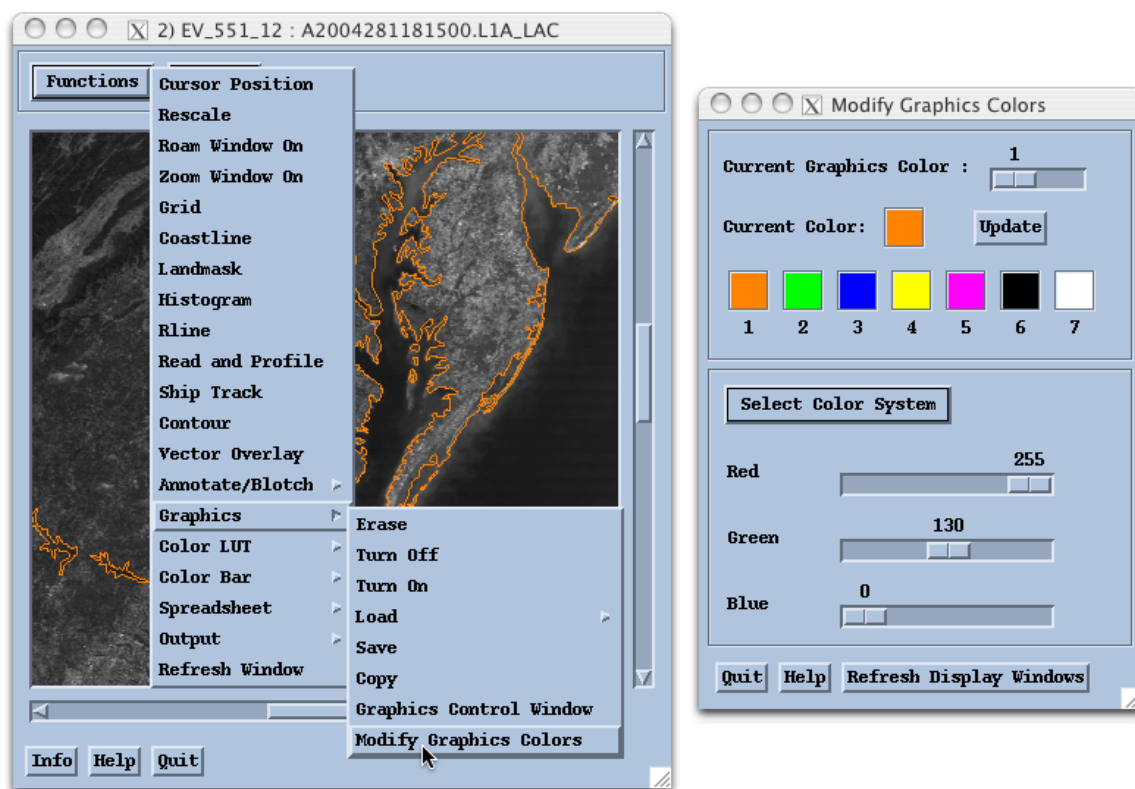 2) EV_551_12 : A2004281181500.L1A_LAC
Functions
Cursor Position
Rescale
Roam Window On
Zoom Window On
Grid
Coastline
Landmask
Histogram
Rline
Read and Profile
Ship Track
Contour
Vector Overlay
Annotate/Blotch
Graphics
Color LUT
Color Bar
Spreadsheet
Output
Refresh Window
Erase
Turn Off
Turn On
Load
Save
Copy
Graphics Control Window
Modify Graphics Colors
Info Help Quit
Modify Graphics Colors
1
Current Graphics Color :
Current Color: Update
1 2 3 4 5 6 7
Select Color System
255
Red
130
Green
0
Blue
Quit Help Refresh Display Windows